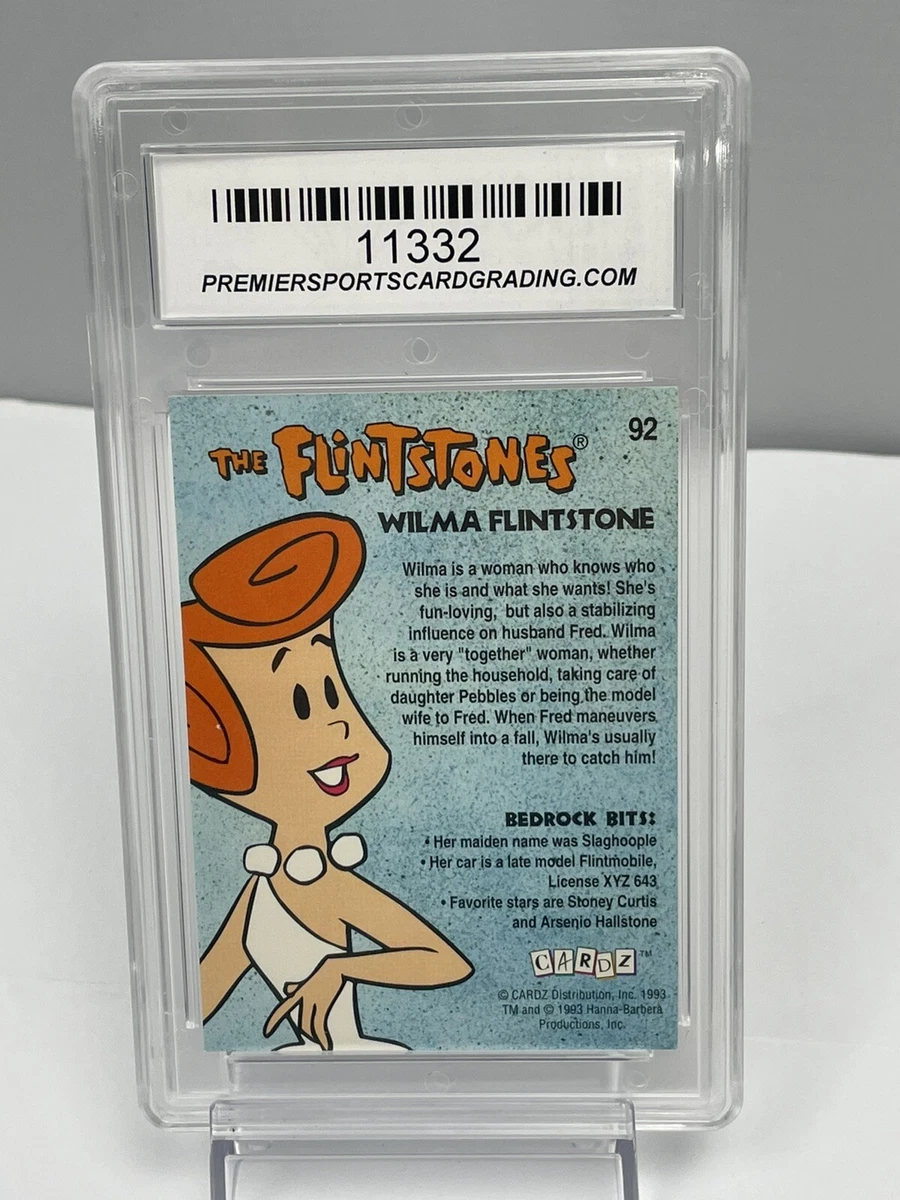 11332
PREMIERSPORTSCARDGRADING.COM
92
THE FLINTSTONES®
WILMA FLINTSTONE
Wilma is a woman who knows who
she is and what she wants! She's
fun-loving, but also a stabilizing
influence on husband Fred. Wilma
is a very "together" woman, whether
running the household, taking care of
daughter Pebbles or being the model
wife to Fred. When Fred maneuvers
himself into a fall, Wilma's usually
there to catch him!
BEDROCK BITS:
• Her maiden name was Slaghoople
• Her car is a late model Flintmobile,
License XYZ 643
• Favorite stars are Stoney Curtis
and Arsenio Hallstone
CARDZ™
© CARDZ Distribution, Inc. 1993
TM and © 1993 Hanna-Barbera
Productions, Inc.